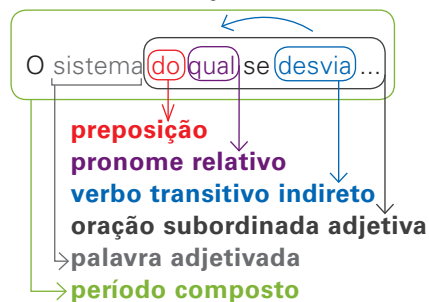 O sistema do qual se desvia ...
preposição
pronome relativo
verbo transitivo indireto
oração subordinada adjetiva
palavra adjetivada
período composto